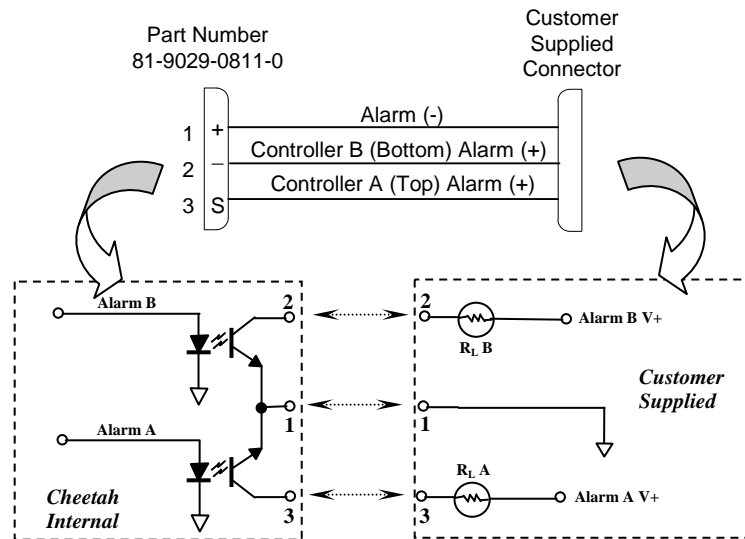 Part Number
81-9029-0811-0
Customer
Supplied
Connector
1 + Alarm (-)
2 – Controller B (Bottom) Alarm (+)
3 S Controller A (Top) Alarm (+)
Alarm B
2
1
Alarm A
3
Cheetah
Internal
2
R_L B
Alarm B V+
1
Customer
Supplied
R_L A
3
Alarm A V+